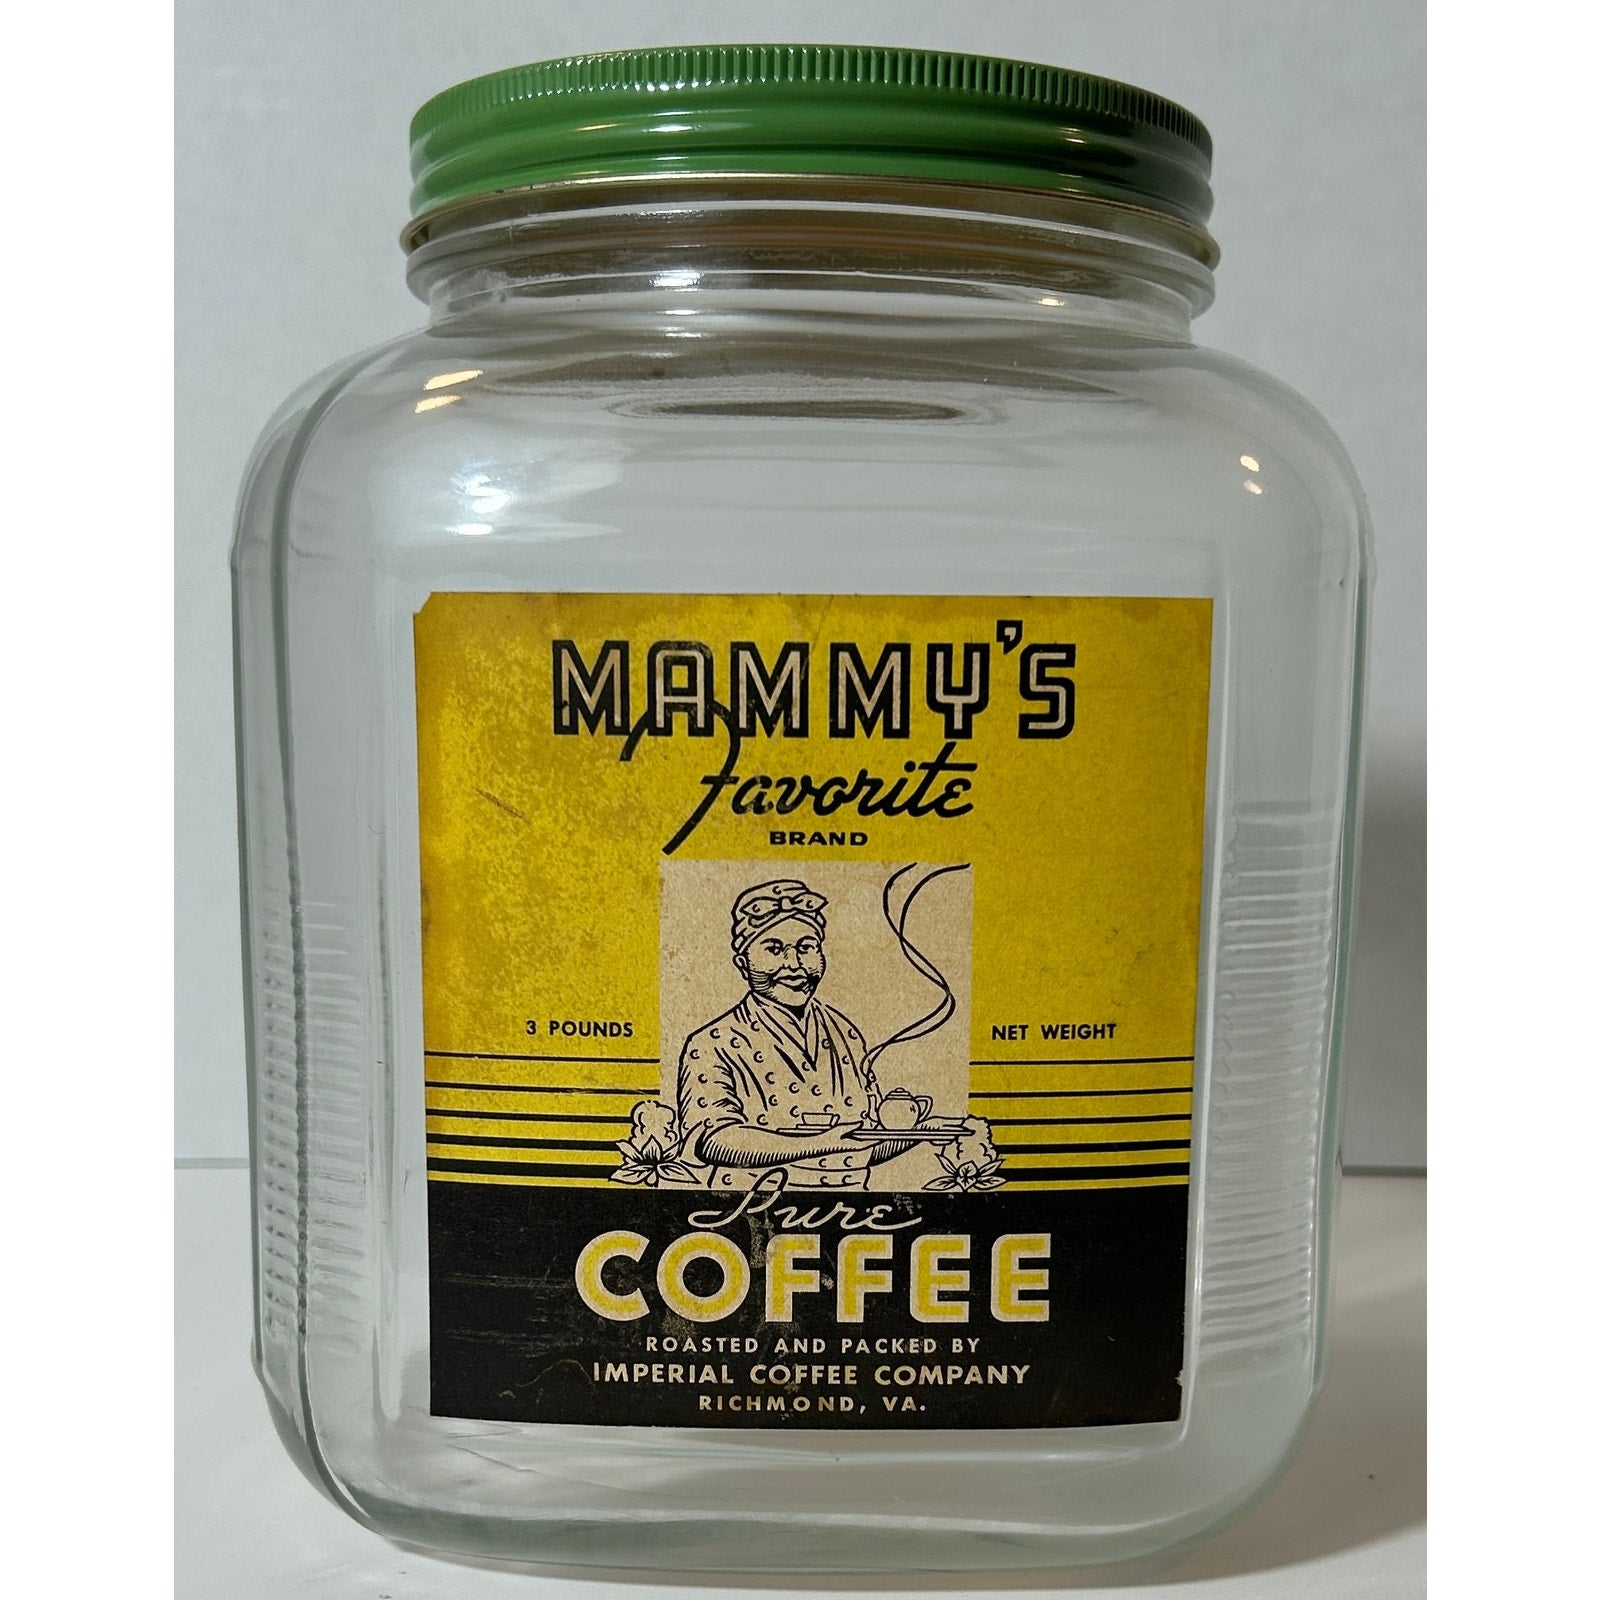 MAMMY'S
Favorite
BRAND
3 POUNDS NET WEIGHT
Pure
COFFEE
ROASTED AND PACKED BY
IMPERIAL COFFEE COMPANY
RICHMOND, VA.